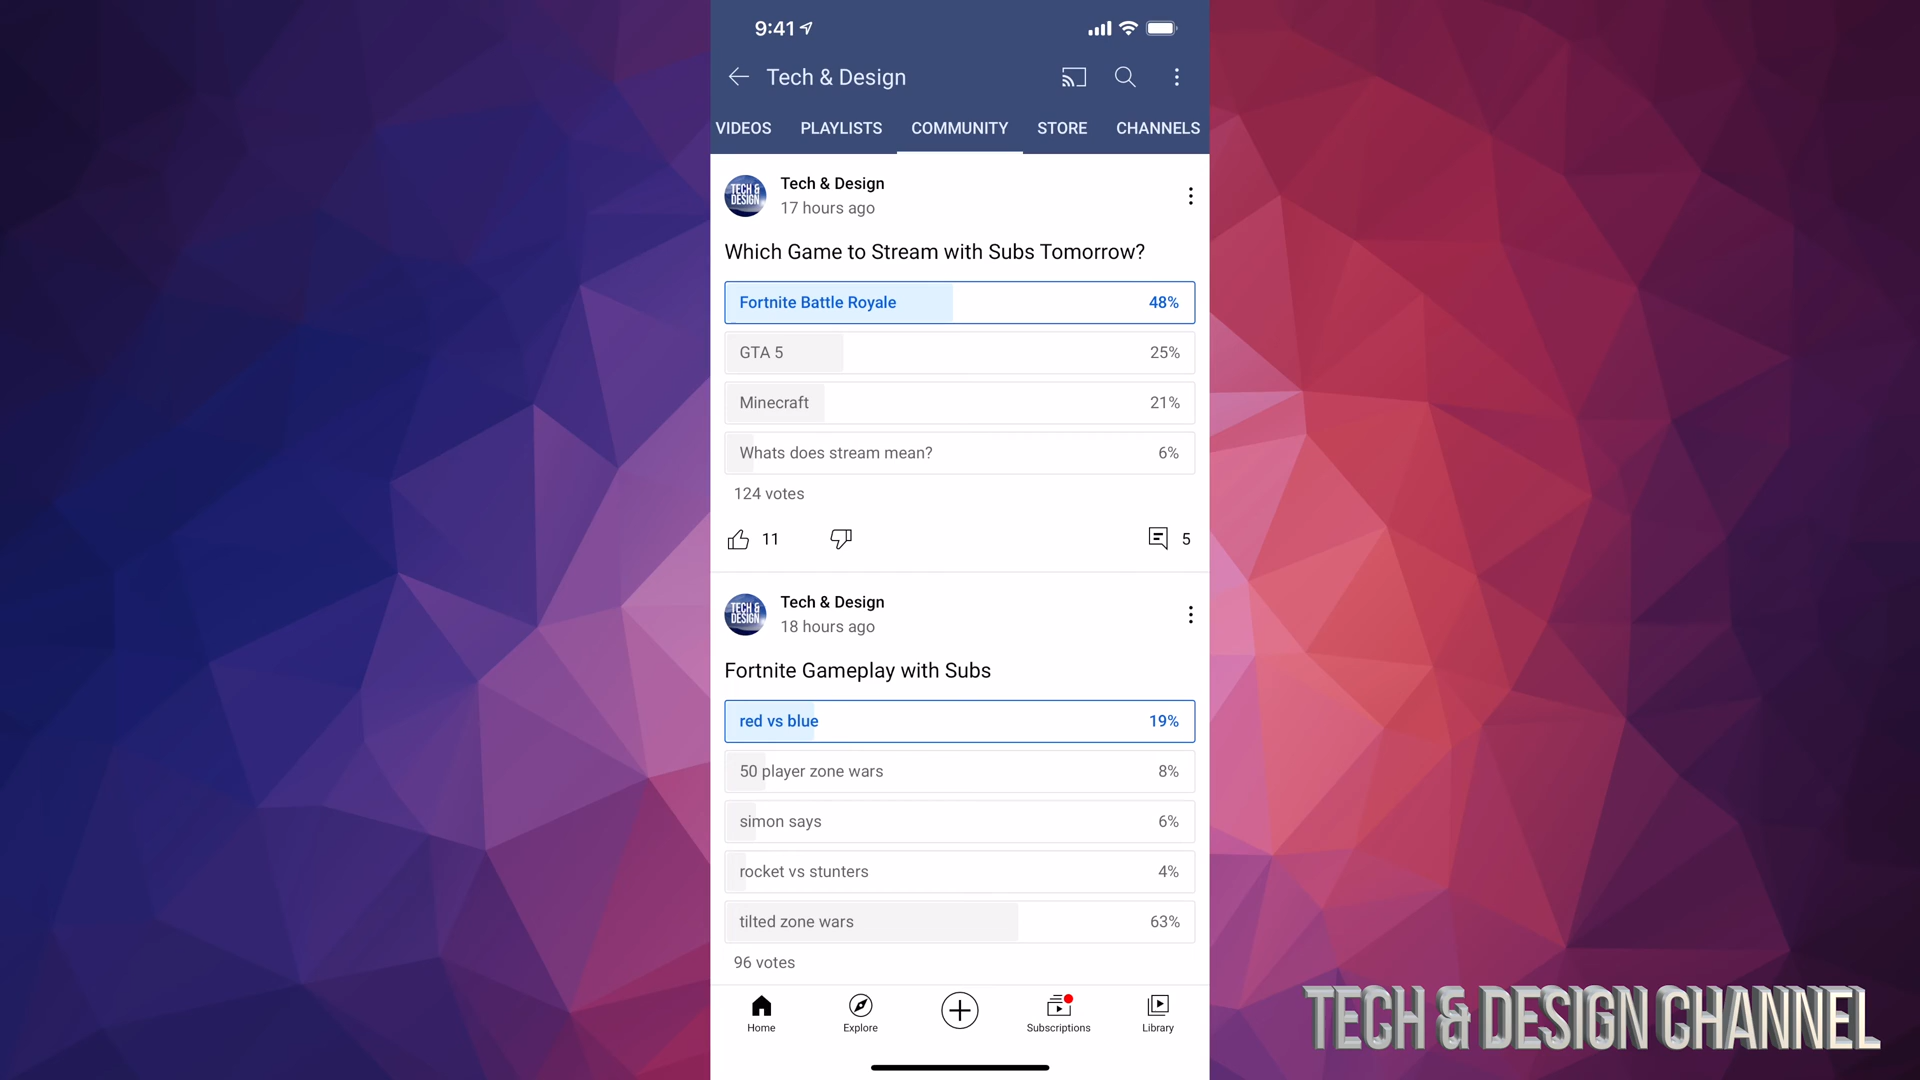 9:41
Tech & Design
VIDEOS PLAYLISTS COMMUNITY STORE CHANNELS
TECH & DESIGN
Tech & Design
17 hours ago
Which Game to Stream with Subs Tomorrow?
Fortnite Battle Royale 48%
GTA 5 25%
Minecraft 21%
Whats does stream mean? 6%
124 votes
11 5
TECH & DESIGN
Tech & Design
18 hours ago
Fortnite Gameplay with Subs
red vs blue 19%
50 player zone wars 8%
simon says 6%
rocket vs stunters 4%
tilted zone wars 63%
96 votes
Home Explore Subscriptions Library
TECH & DESIGN CHANNEL